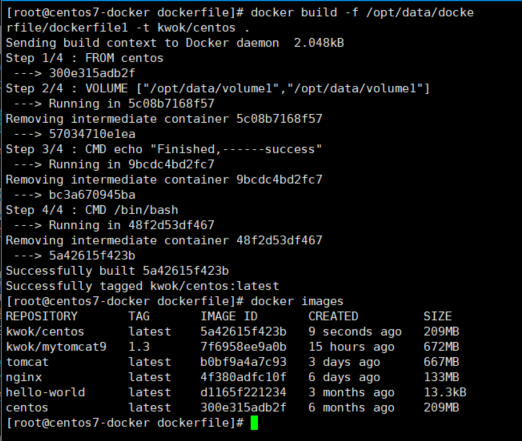 [root@centos7-docker dockerfile]# docker build -f /opt/data/docke
rfile/dockerfile1 -t kwok/centos .
Sending build context to Docker daemon  2.048kB
Step 1/4 : FROM centos
 ---> 300e315adb2f
Step 2/4 : VOLUME ["/opt/data/volume1","/opt/data/volume1"]
 ---> Running in 5c08b7168f57
Removing intermediate container 5c08b7168f57
 ---> 57034710e1ea
Step 3/4 : CMD echo "Finished,------success"
 ---> Running in 9bcdc4bd2fc7
Removing intermediate container 9bcdc4bd2fc7
 ---> bc3a670945ba
Step 4/4 : CMD /bin/bash
 ---> Running in 48f2d53df467
Removing intermediate container 48f2d53df467
 ---> 5a42615f423b
Successfully built 5a42615f423b
Successfully tagged kwok/centos:latest
[root@centos7-docker dockerfile]# docker images
REPOSITORY       TAG       IMAGE ID       CREATED         SIZE
kwok/centos      latest    5a42615f423b   9 seconds ago   209MB
kwok/mytomcat9   1.3       7f6958ee9a0b   15 hours ago    672MB
tomcat           latest    b0bf9a4a7c93   3 days ago      667MB
nginx            latest    4f380adfc10f   6 days ago      133MB
hello-world      latest    d1165f221234   3 months ago    13.3kB
centos           latest    300e315adb2f   6 months ago    209MB
[root@centos7-docker dockerfile]#